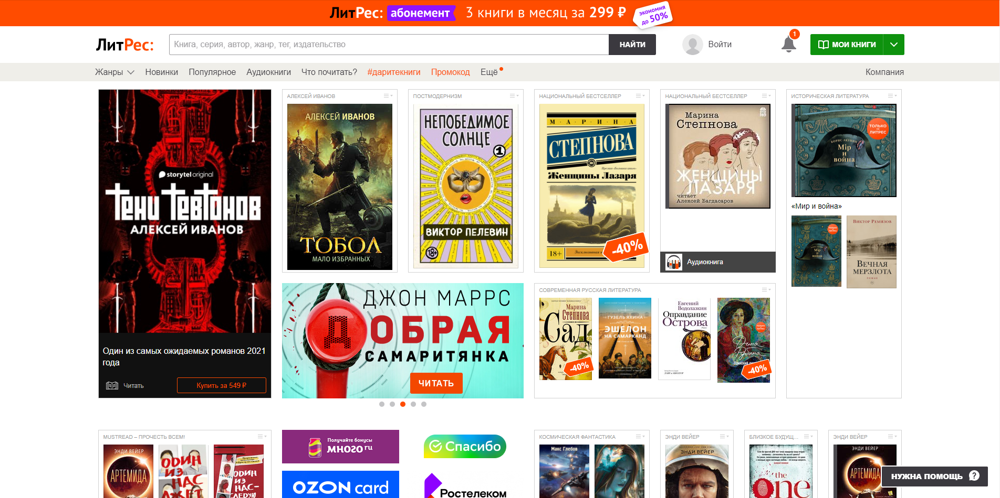 ЛитРес: абонемент 3 книги в месяц за 299 ₽ экономия до 50%
ЛитРес:
Книга, серия, автор, жанр, тег, издательство
НАЙТИ
Войти
1
МОИ КНИГИ
Жанры Новинки Популярное Аудиокниги Что почитать? #даритекниги Промокод Ещё Компания
storytel original
Тени Тевтонов
АЛЕКСЕЙ ИВАНОВ
Один из самых ожидаемых романов 2021
года
Читать
Купить за 549 ₽
АЛЕКСЕЙ ИВАНОВ
АЛЕКСЕЙ ИВАНОВ
ТОБОЛ
МАЛО ИЗБРАННЫХ
ПОСТМОДЕРНИЗМ
НЕПОБЕДИМОЕ
СОЛНЦЕ
1
ВИКТОР ПЕЛЕВИН
18+
НАЦИОНАЛЬНЫЙ БЕСТСЕЛЛЕР
МАРИНА
СТЕПНОВА
Женщины Лазаря
18+
-40%
НАЦИОНАЛЬНЫЙ БЕСТСЕЛЛЕР
Марина
Степнова
ЖЕНЩИНЫ
ЛАЗАРЯ
читает
Алексей Багдасаров
Аудиокнига
ИСТОРИЧЕСКАЯ ЛИТЕРАТУРА
ТОЛЬКО
НА
ЛИТРЕС
БОРИС АКУНИН
Мiр
и
война
«Мир и война»
Мiр
и
война
ВИКТОР РЕМИЗОВ
ВЕЧНАЯ
МЕРЗЛОТА
РОМАН
ДЖОН МАРРС
ДОБРАЯ
САМАРИТЯНКА
ЧИТАТЬ
СОВРЕМЕННАЯ РУССКАЯ ЛИТЕРАТУРА
Марина
Степнова
Сад
-40%
ГУЗЕЛЬ ЯХИНА
ЭШЕЛОН
НА САМАРКАНД
Евгений
Водолазкин
Оправдание
Острова
Дина
Рубина
-40%
MUSTREAD – ПРОЧЕСТЬ ВСЕМ!
ЭНДИ ВЕЙЕР
АРТЕМИДА
ОДИН
ИЗ
НАС
ЛЖЕТ
ОДИН
ИЗ
НАС–
СЛЕДУЮ
Получайте бонусы
много ru
Спасибо
OZON card
Ростелеком
КОСМИЧЕСКАЯ ФАНТАСТИКА
Макс Глебов
ЭНДИ ВЕЙЕР
ЭНДИ ВЕЙЕР
БЛИЗКОЕ БУДУЩ...
the
one
ЭНДИ ВЕЙЕР
ЭНДИ ВЕЙЕР
АРТЕМИДА
НУЖНА ПОМОЩЬ ?